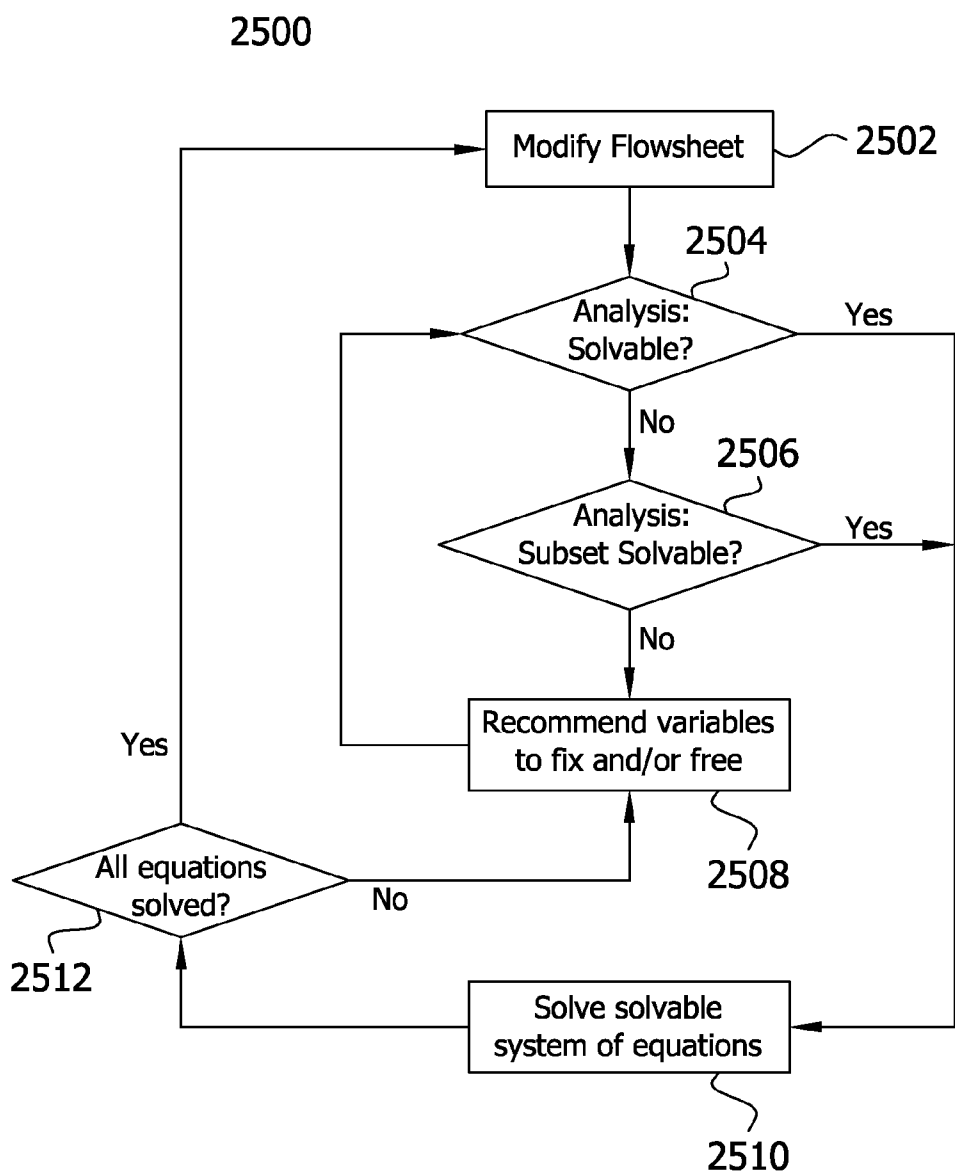 2500
Modify Flowsheet
2502
2504
Analysis:
Solvable?
Yes
No
2506
Analysis:
Subset Solvable?
Yes
No
Recommend variables
to fix and/or free
2508
Yes
All equations
solved?
No
2512
Solve solvable
system of equations
2510